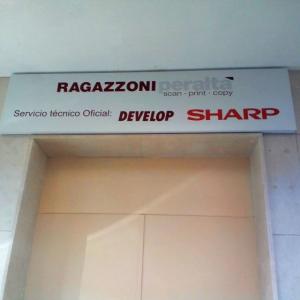 RAGAZZONI peralta
scan - print - copy
Servicio técnico Oficial: DEVELOP SHARP